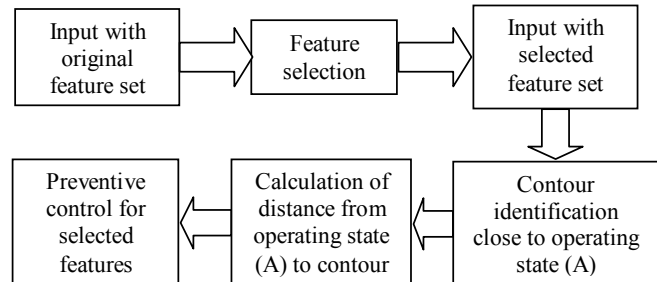 Input with
original
feature set
Feature
selection
Input with
selected
feature set
Contour
identification
close to operating
state (A)
Calculation of
distance from
operating state
(A) to contour
Preventive
control for
selected
features